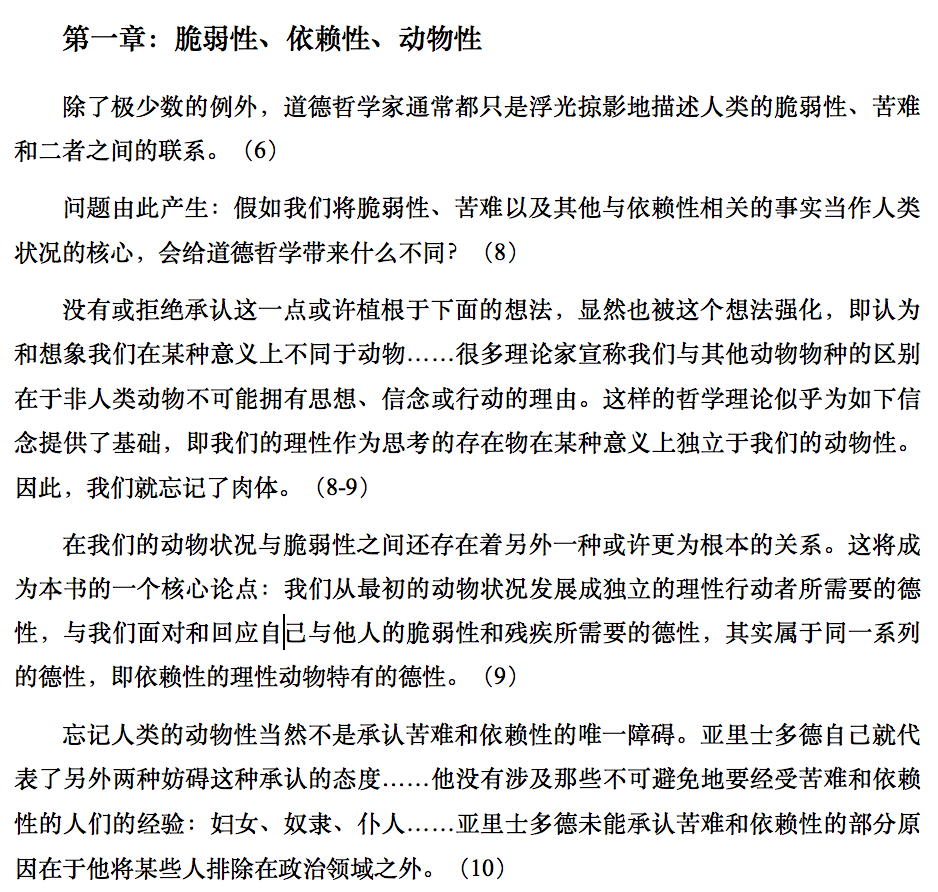 第一章：脆弱性、依赖性、动物性
除了极少数的例外，道德哲学家通常都只是浮光掠影地描述人类的脆弱性、苦难
和二者之间的联系。（6）
问题由此产生：假如我们将脆弱性、苦难以及其他与依赖性相关的事实当作人类
状况的核心，会给道德哲学带来什么不同？（8）
没有或拒绝承认这一点或许植根于下面的想法，显然也被这个想法强化，即认为
和想象我们在某种意义上不同于动物……很多理论家宣称我们与其他动物物种的区别
在于非人类动物不可能拥有思想、信念或行动的理由。这样的哲学理论似乎为如下信
念提供了基础，即我们的理性作为思考的存在物在某种意义上独立于我们的动物性。
因此，我们就忘记了肉体。（8-9）
在我们的动物状况与脆弱性之间还存在着另外一种或许更为根本的关系。这将成
为本书的一个核心论点：我们从最初的动物状况发展成独立的理性行动者所需要的德
性，与我们面对和回应自己与他人的脆弱性和残疾所需要的德性，其实属于同一系列
的德性，即依赖性的理性动物特有的德性。（9）
忘记人类的动物性当然不是承认苦难和依赖性的唯一障碍。亚里士多德自己就代
表了另外两种妨碍这种承认的态度……他没有涉及那些不可避免地要经受苦难和依赖
性的人们的经验：妇女、奴隶、仆人……亚里士多德未能承认苦难和依赖性的部分原
因在于他将某些人排除在政治领域之外。（10）